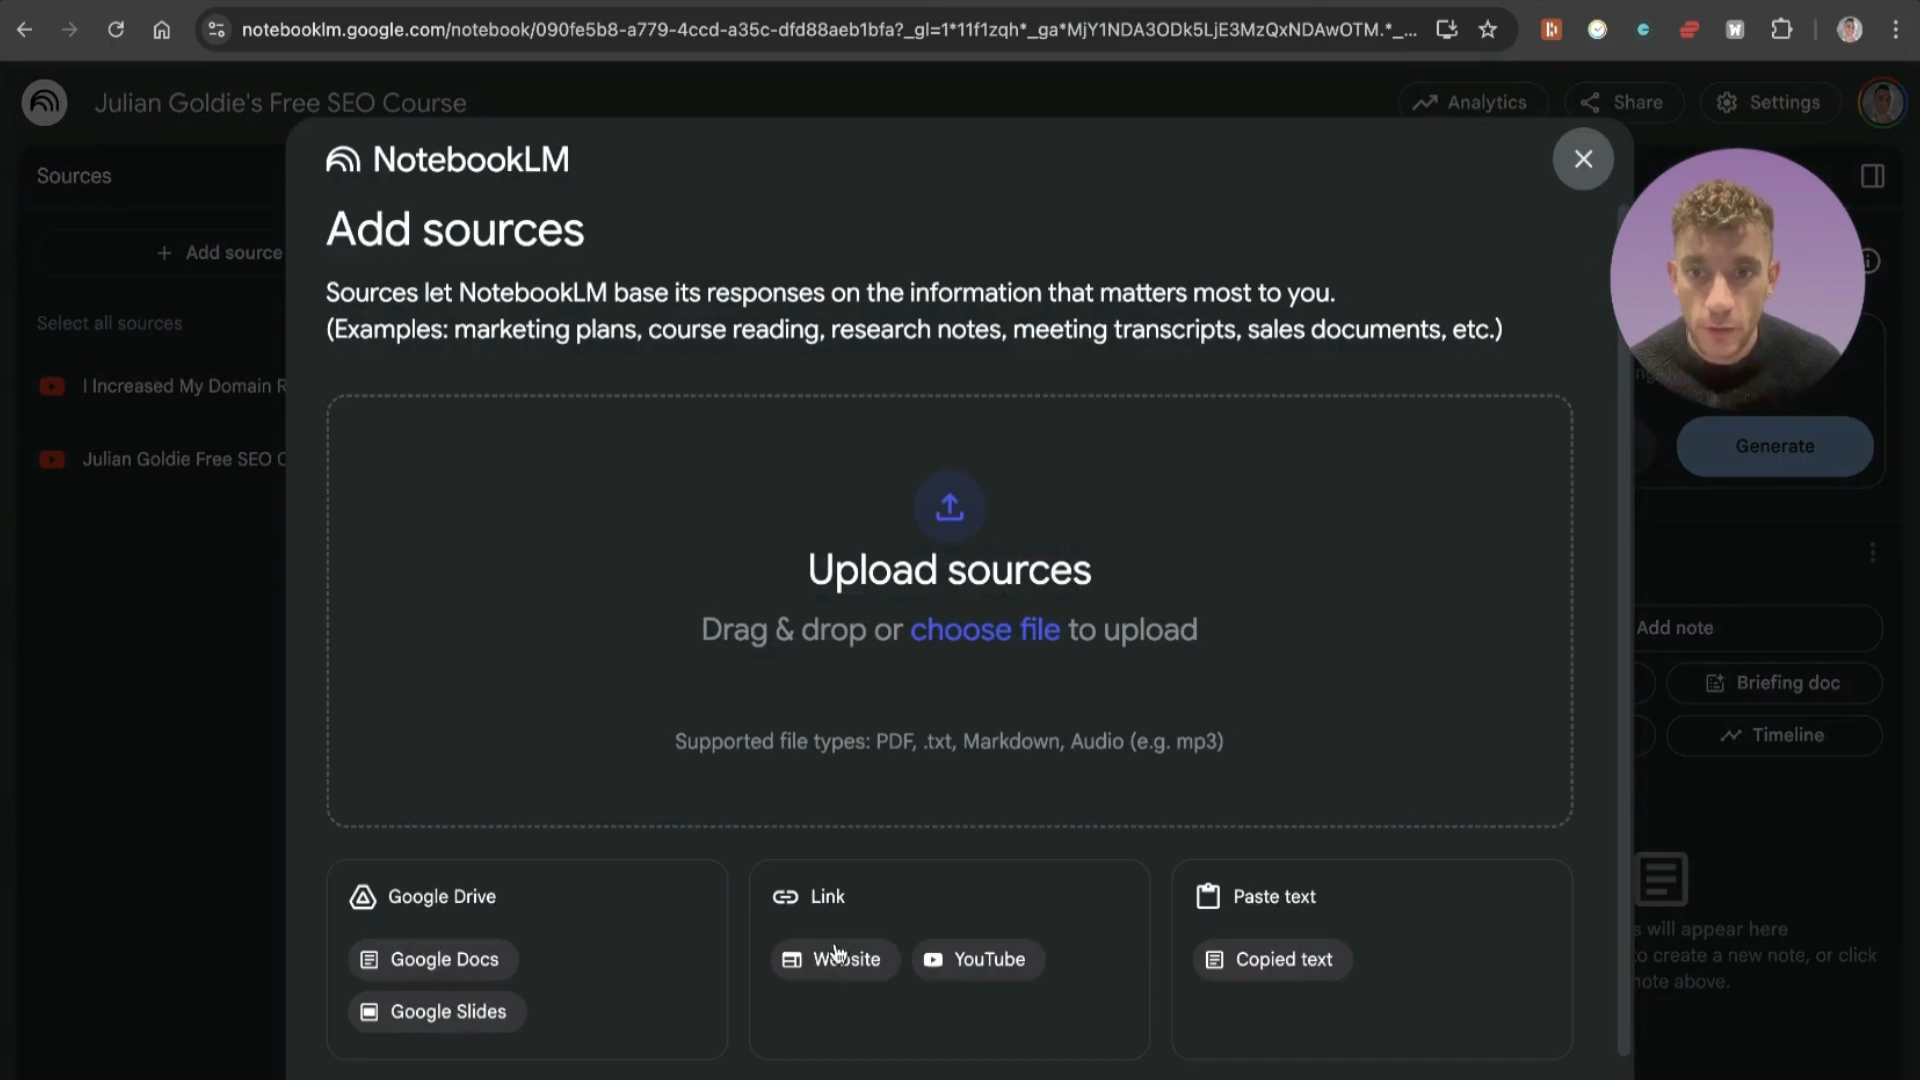 notebooklm.google.com/notebook/090fe5b8-a779-4ccd-a35c-dfd88aeb1bfa?_gl=1*11f1zqh*_ga*MjY1NDA3ODk5LjE3MzQxNDAwOTM.*_...
Julian Goldie's Free SEO Course
Analytics
Share
Settings
Sources
NotebookLM
Add sources
+ Add source
Sources let NotebookLM base its responses on the information that matters most to you.
(Examples: marketing plans, course reading, research notes, meeting transcripts, sales documents, etc.)
Select all sources
I Increased My Domain R
Julian Goldie Free SEO C
Generate
Upload sources
Drag & drop or choose file to upload
Supported file types: PDF, .txt, Markdown, Audio (e.g. mp3)
Add note
Briefing doc
Timeline
Google Drive
Link
Paste text
Google Docs
Website
YouTube
Copied text
Google Slides
s will appear here
to create a new note, or click
note above.